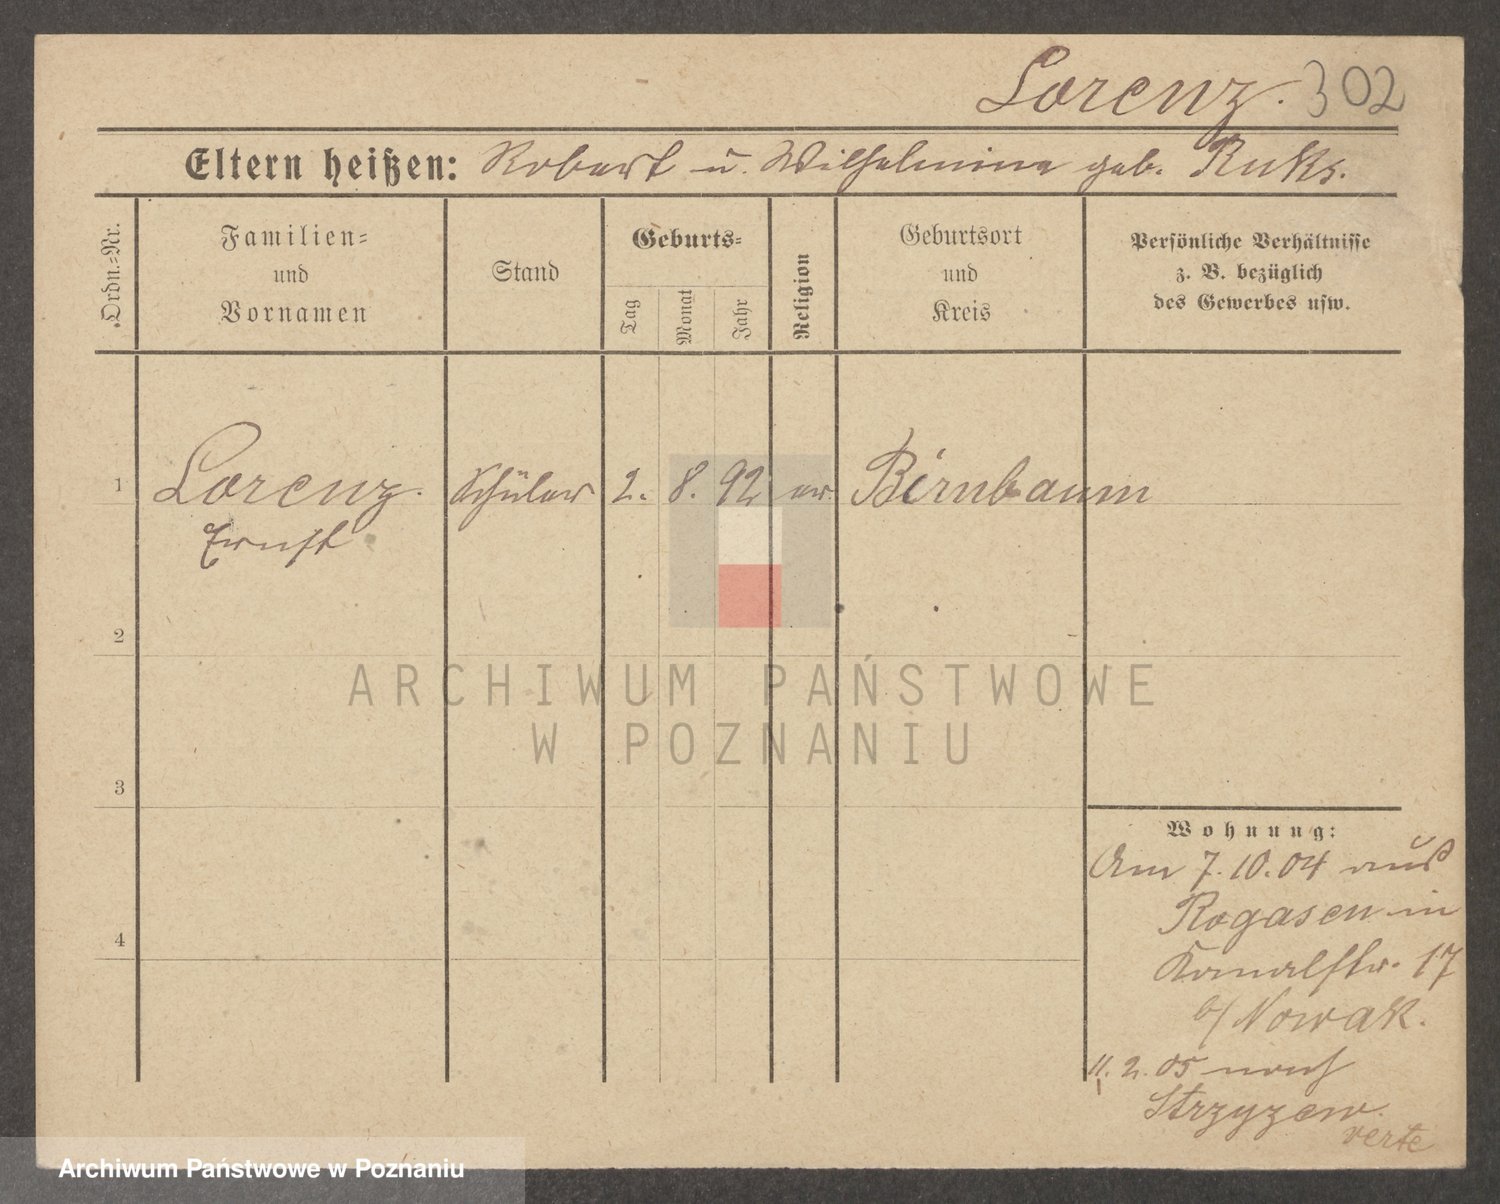 Lorenz. 302
Eltern heißen: Robert u. Wilhelmine geb. Ruks.
Ordn.-Nr.
Familien-
und
Vornamen
Stand
Geburts-
Tag
Monat
Jahr
Religion
Geburtsort
und
Kreis
Persönliche Verhältnisse
z. B. bezüglich
des Gewerbes usw.
1 Lorenz. Schüler 2. 8. 92 ev. Birnbaum
Ernst
2
3
4
Wohnung:
Am 7.10.04 aus
Rogasen in
Kanalstr. 17
b/ Nowak.
11.2.05 nach
Strzyzew.
verte
ARCHIWUM PAŃSTWOWE
W POZNANIU
Archiwum Państwowe w Poznaniu